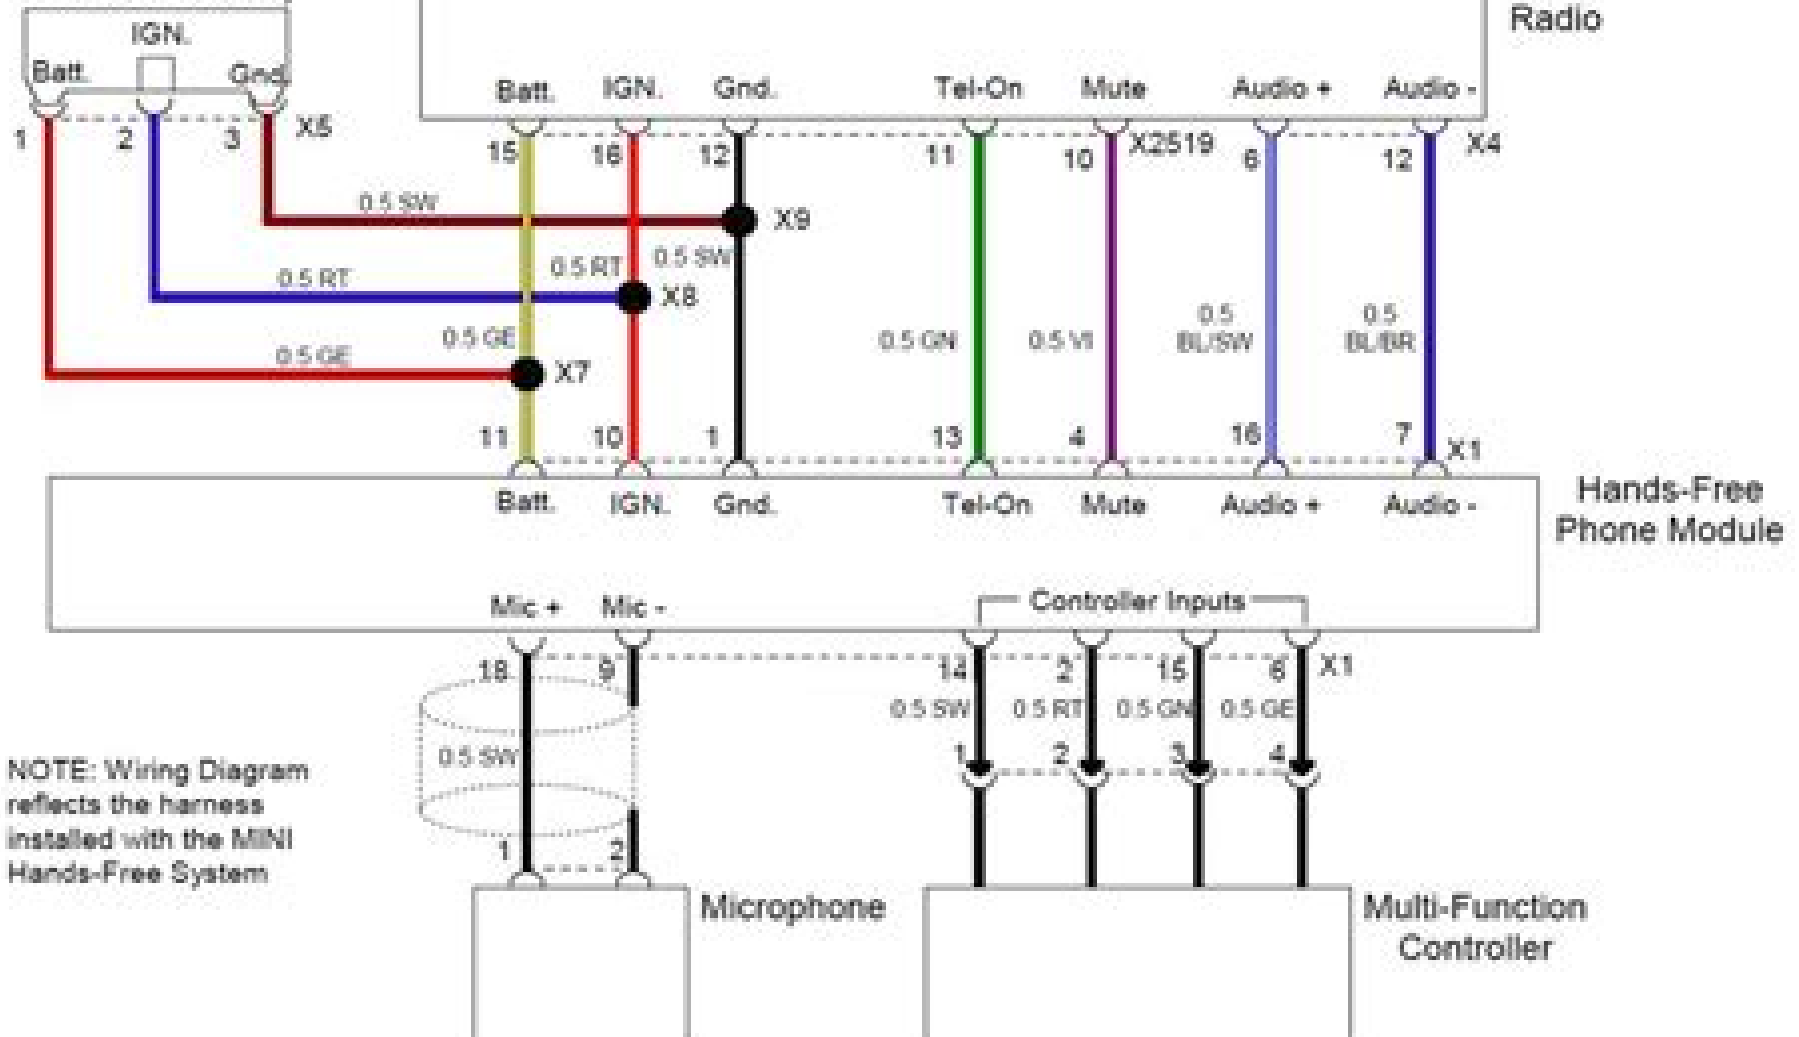 Radio
IGN.
Batt. Gnd.
Batt. IGN. Gnd. Tel-On Mute Audio + Audio -
1 2 3 X5
15 16 12 11 10 X2519 6 12 X4
0.5 SW
X9
0.5 RT 0.5 RT 0.5 SW
X8
0.5 GE 0.5 GE
X7
0.5 GN 0.5 VI 0.5 BL/SW 0.5 BL/BR
11 10 1 13 4 16 7 X1
Batt. IGN. Gnd. Tel-On Mute Audio + Audio -
Hands-Free
Phone Module
Mic + Mic - Controller Inputs
18 9 14 2 15 6 X1
0.5 SW 0.5 RT 0.5 GN 0.5 GE
0.5 SW
1 2 3 4
NOTE: Wiring Diagram
reflects the harness
installed with the MINI
Hands-Free System
1 2
Microphone
Multi-Function
Controller